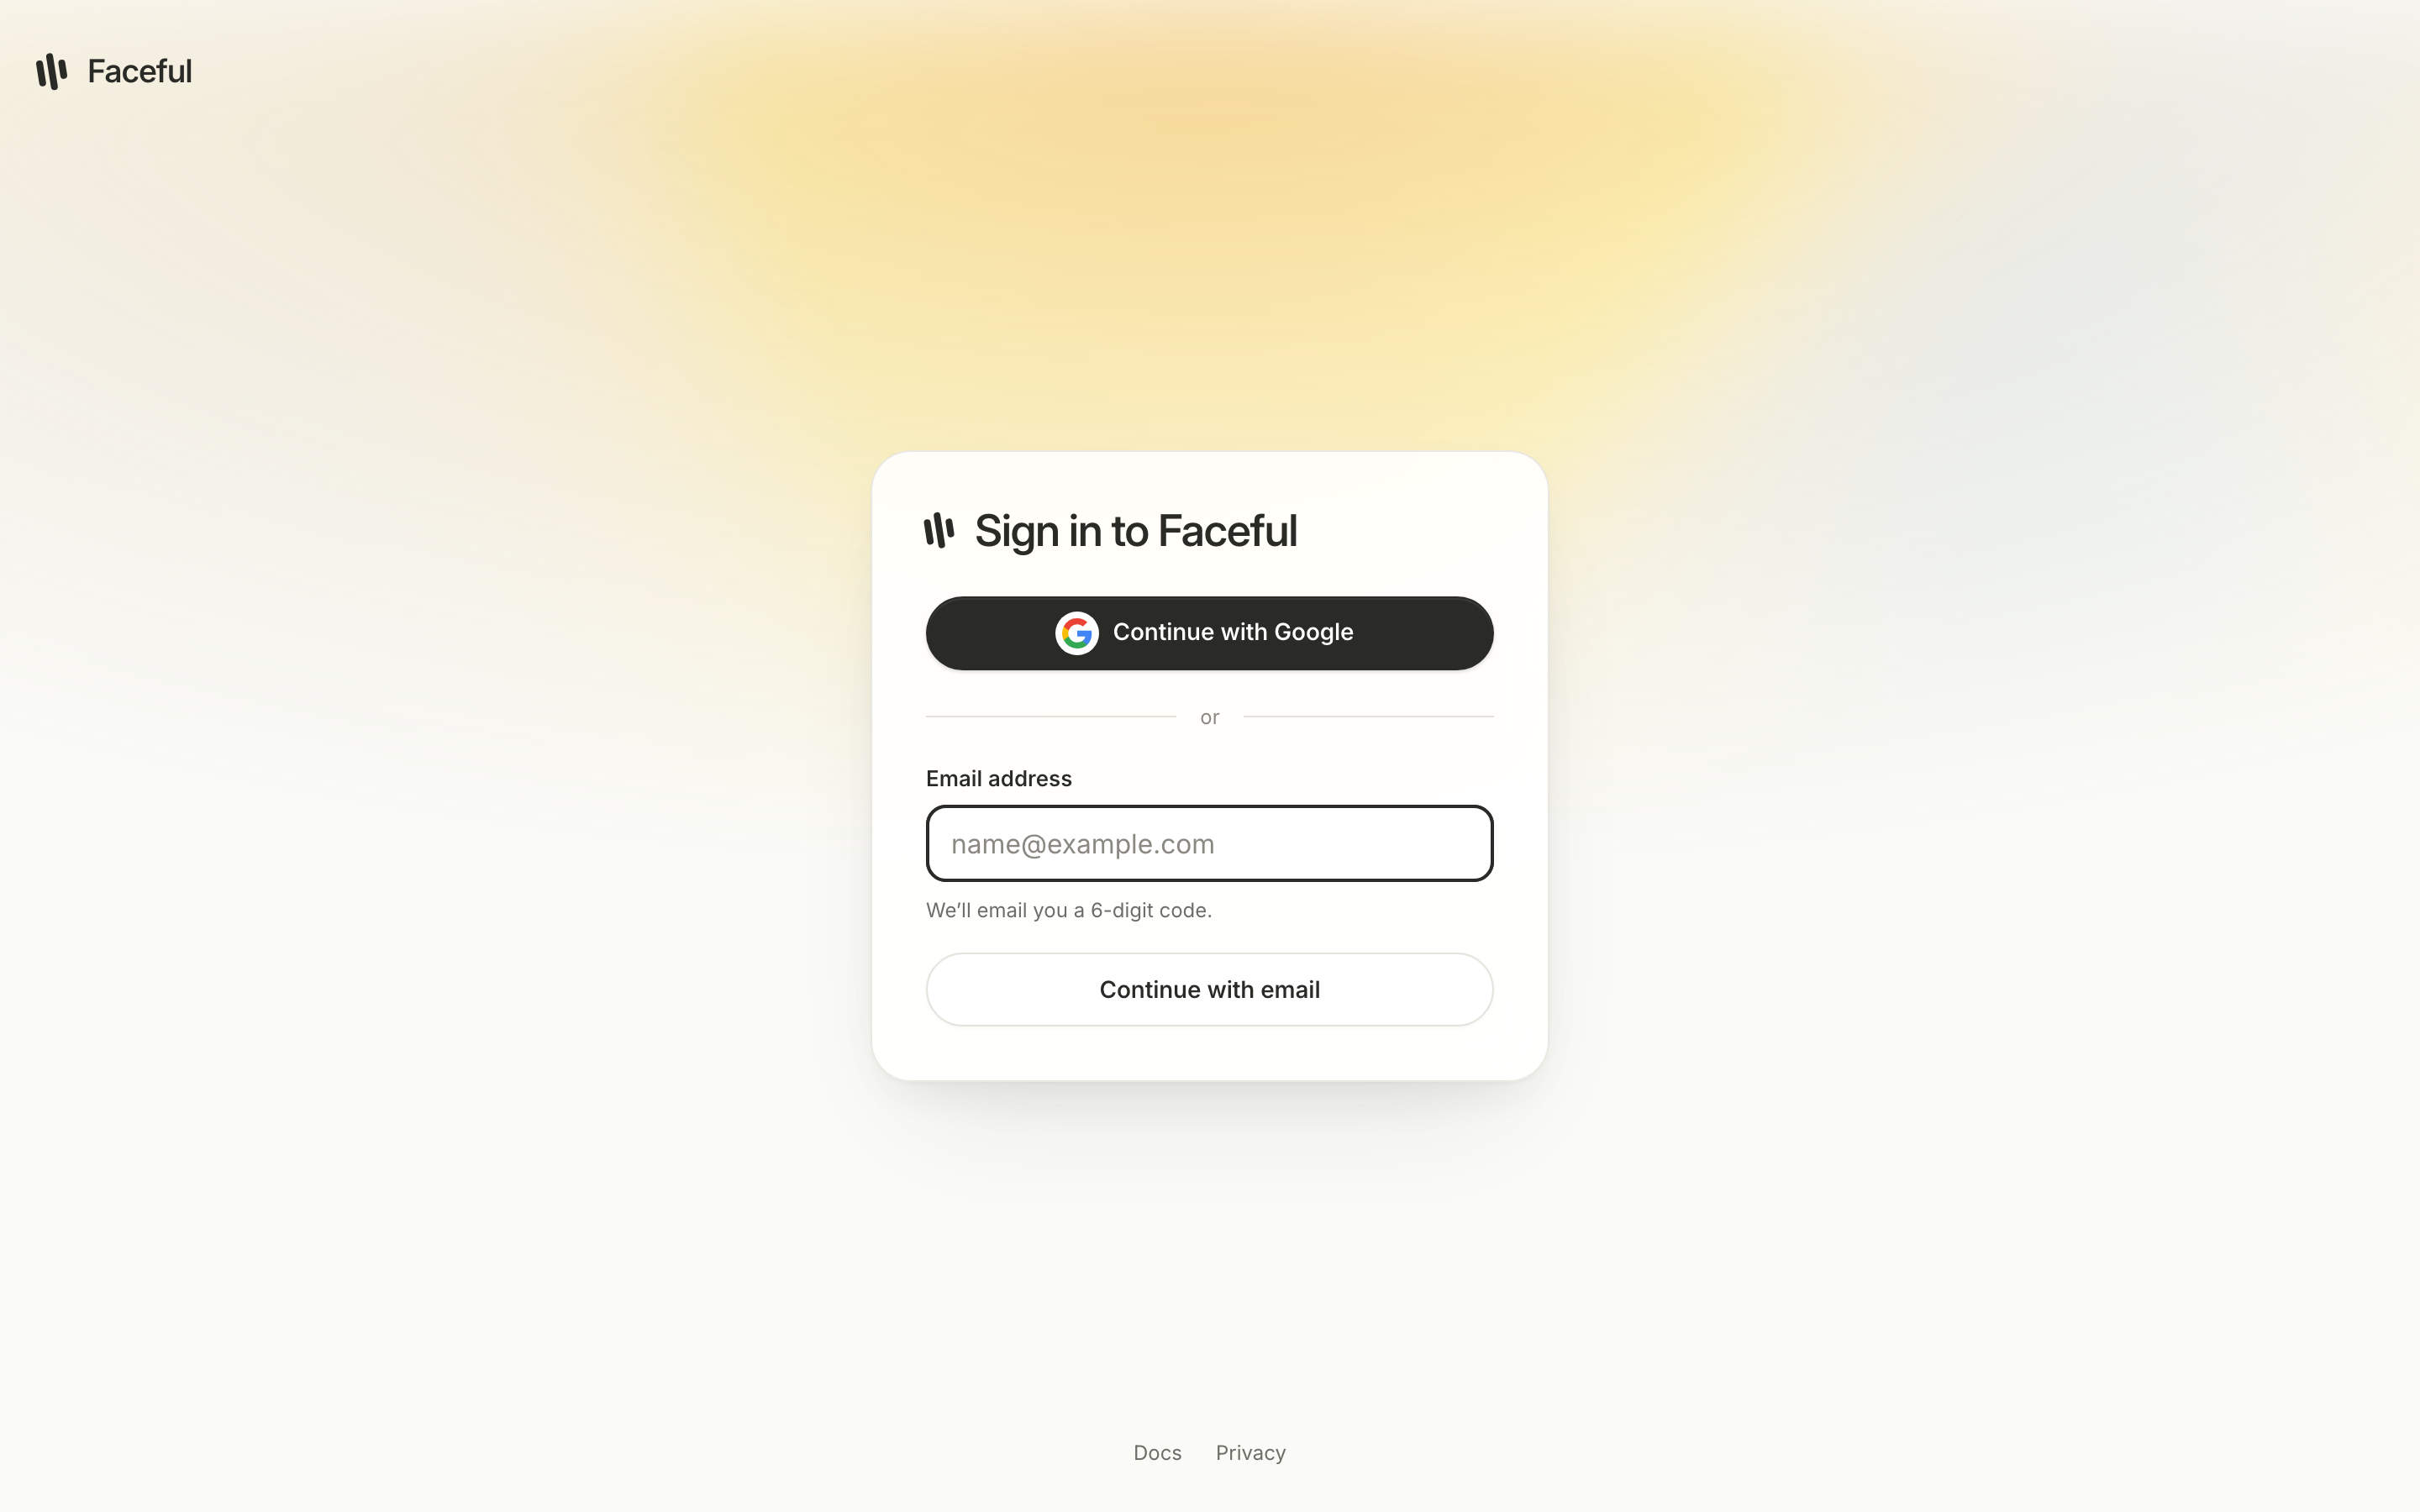 Faceful
Sign in to Faceful
Continue with Google
or
Email address
name@example.com
We’ll email you a 6-digit code.
Continue with email
Docs Privacy